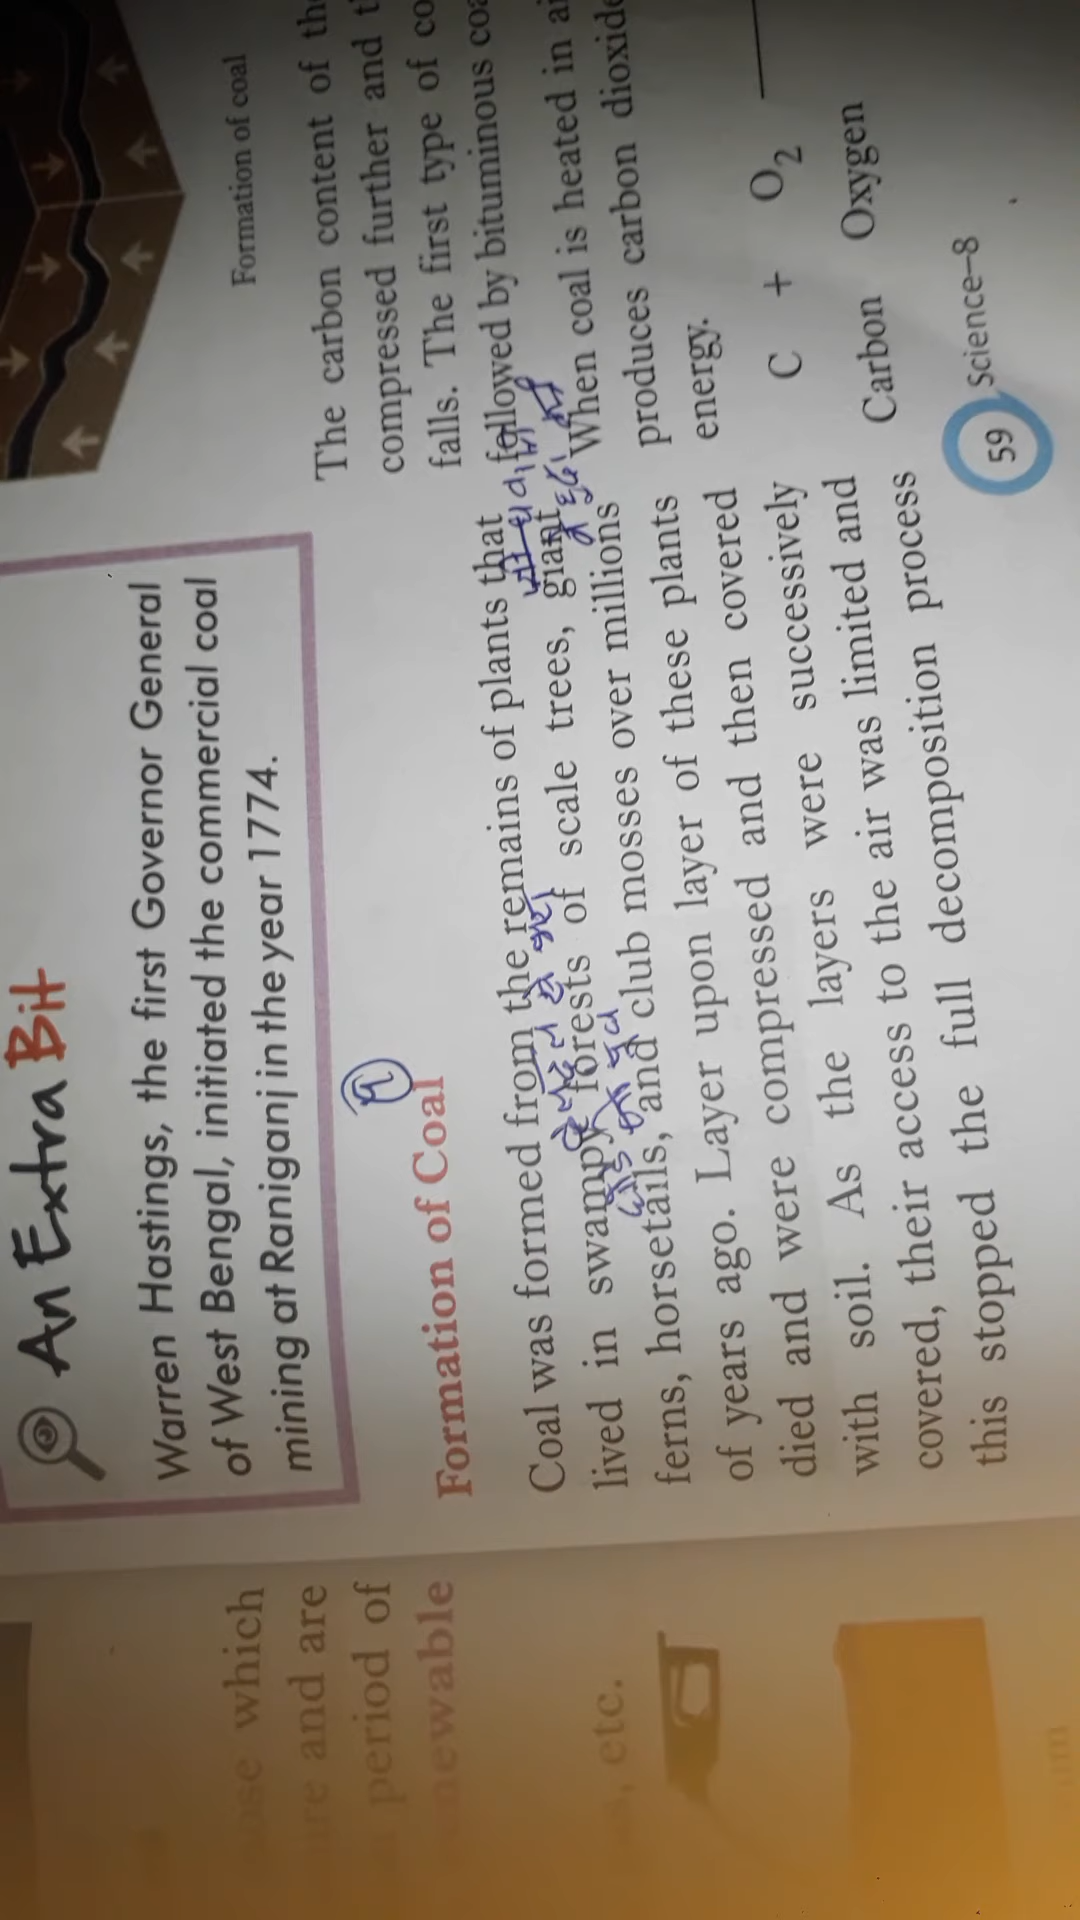 An Extra Bit
Warren Hastings, the first Governor General
of West Bengal, initiated the commercial coal
mining at Raniganj in the year 1774.
Formation of Coal
Coal was formed from the remains of plants that
lived in swampy forests of scale trees, giant
ferns, horsetails, and club mosses over millions
of years ago. Layer upon layer of these plants
died and were compressed and then covered
with soil. As the layers were successively
covered, their access to the air was limited and
this stopped the full decomposition process
Formation of coal
The carbon content of the
compressed further and
falls. The first type of
followed by bituminous
When coal is heated in
produces carbon dioxide
energy.
C + O₂
Carbon Oxygen
59 Science–8
which
and are
period of
etc.